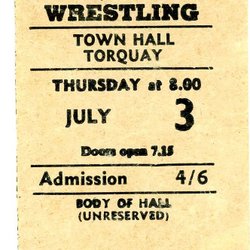 WRESTLING
TOWN HALL
TORQUAY
THURSDAY at 8.00
JULY 3
Doors open 7.15
Admission 4/6
BODY OF HALL
(UNRESERVED)